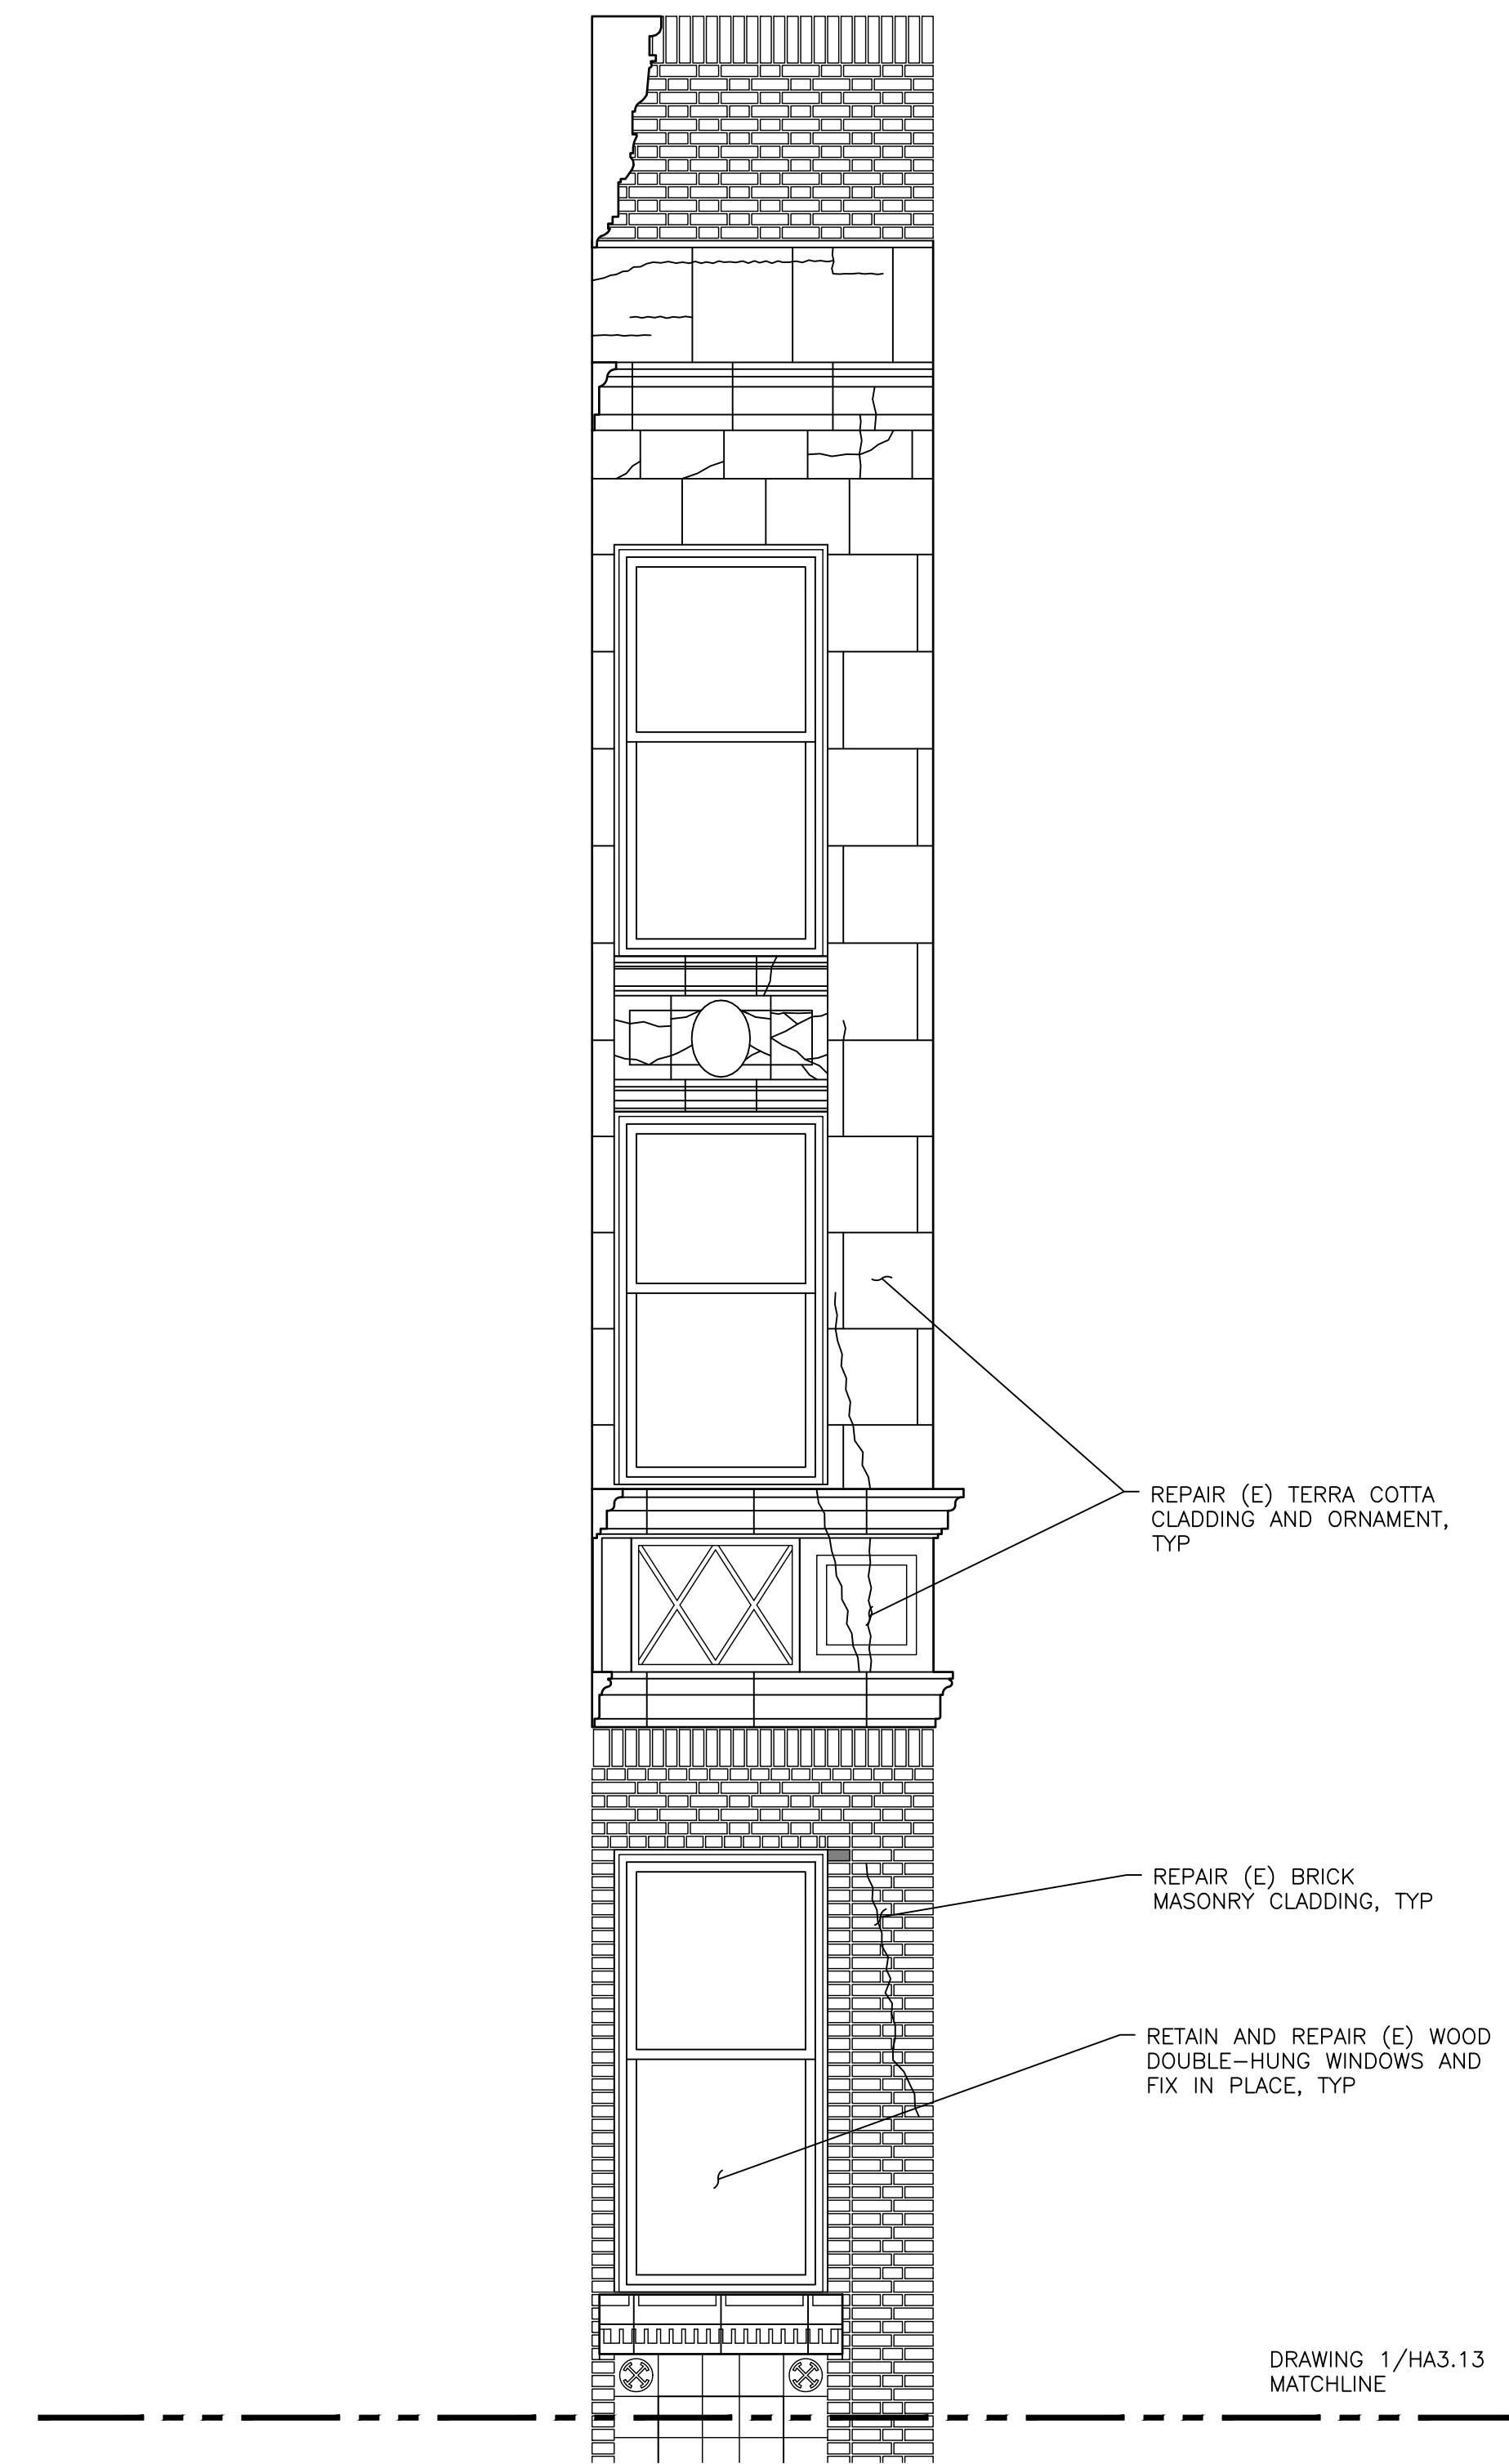 REPAIR (E) TERRA COTTA
CLADDING AND ORNAMENT,
TYP
REPAIR (E) BRICK
MASONRY CLADDING, TYP
RETAIN AND REPAIR (E) WOOD
DOUBLE-HUNG WINDOWS AND
FIX IN PLACE, TYP
DRAWING 1/HA3.13
MATCHLINE